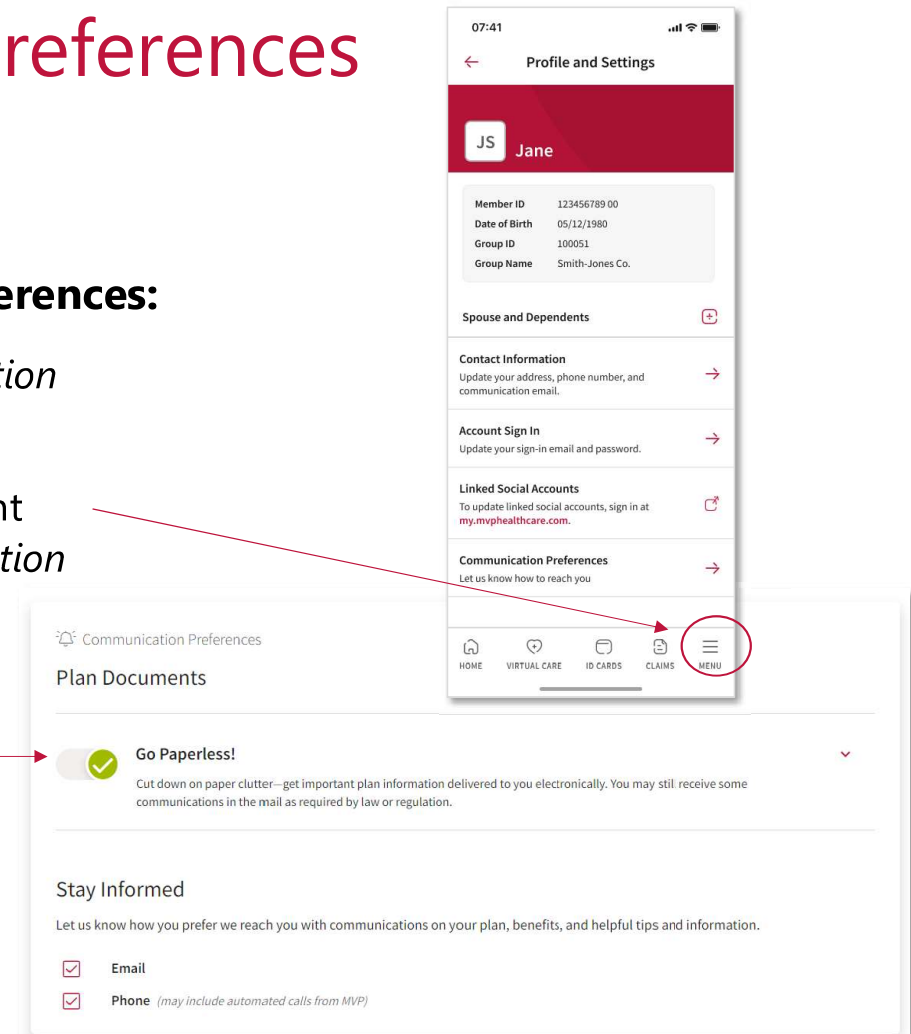 references
07:41
Profile and Settings
JS
Jane
Member ID 123456789 00
Date of Birth 05/12/1980
Group ID 100051
Group Name Smith-Jones Co.
erences:
tion
nt
tion
Spouse and Dependents
Contact Information
Update your address, phone number, and
communication email.
Account Sign In
Update your sign-in email and password.
Linked Social Accounts
To update linked social accounts, sign in at
my.mvphealthcare.com.
Communication Preferences
Let us know how to reach you
HOME VIRTUAL CARE ID CARDS CLAIMS MENU
Communication Preferences
Plan Documents
Go Paperless!
Cut down on paper clutter—get important plan information delivered to you electronically. You may still receive some
communications in the mail as required by law or regulation.
Stay Informed
Let us know how you prefer we reach you with communications on your plan, benefits, and helpful tips and information.
Email
Phone (may include automated calls from MVP)